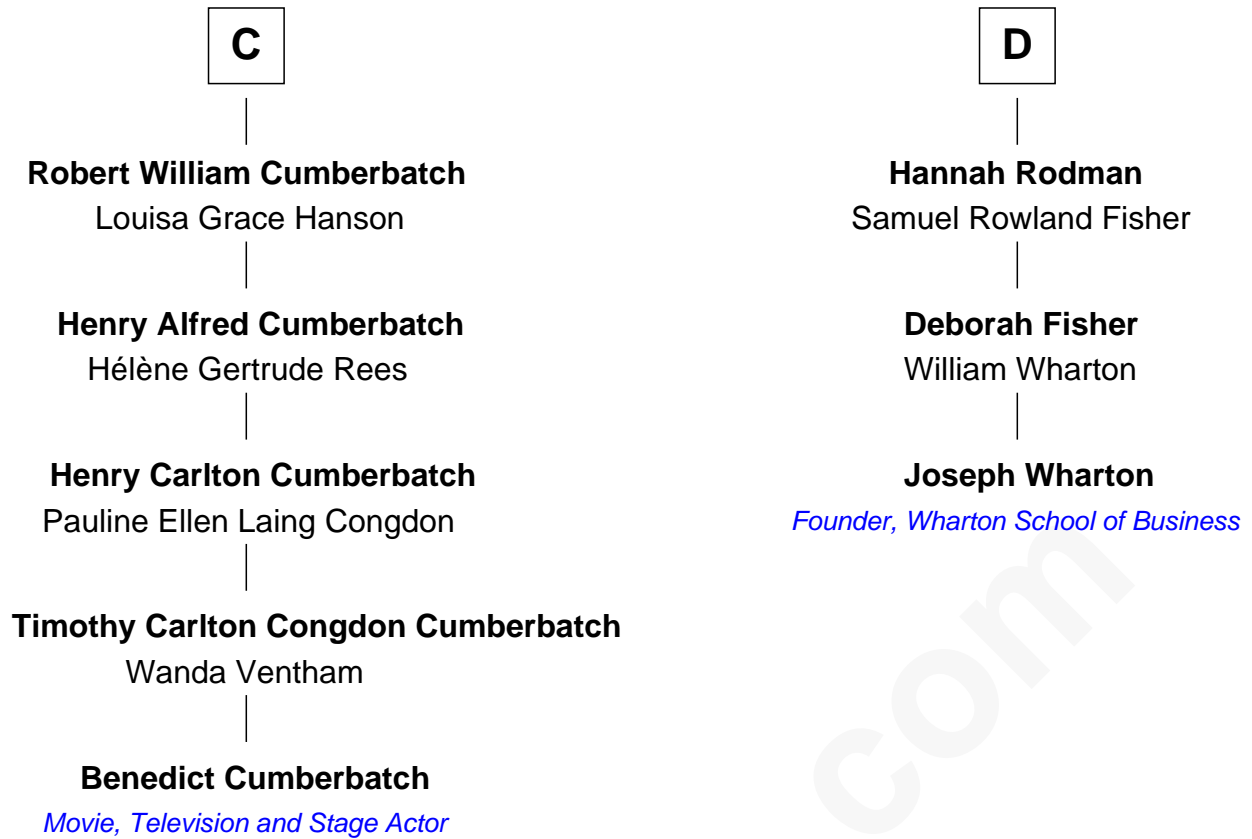 C
Robert William Cumberbatch
Louisa Grace Hanson
Henry Alfred Cumberbatch
Hélène Gertrude Rees
Henry Carlton Cumberbatch
Pauline Ellen Laing Congdon
Timothy Carlton Congdon Cumberbatch
Wanda Ventham
Benedict Cumberbatch
Movie, Television and Stage Actor
D
Hannah Rodman
Samuel Rowland Fisher
Deborah Fisher
William Wharton
Joseph Wharton
Founder, Wharton School of Business
com